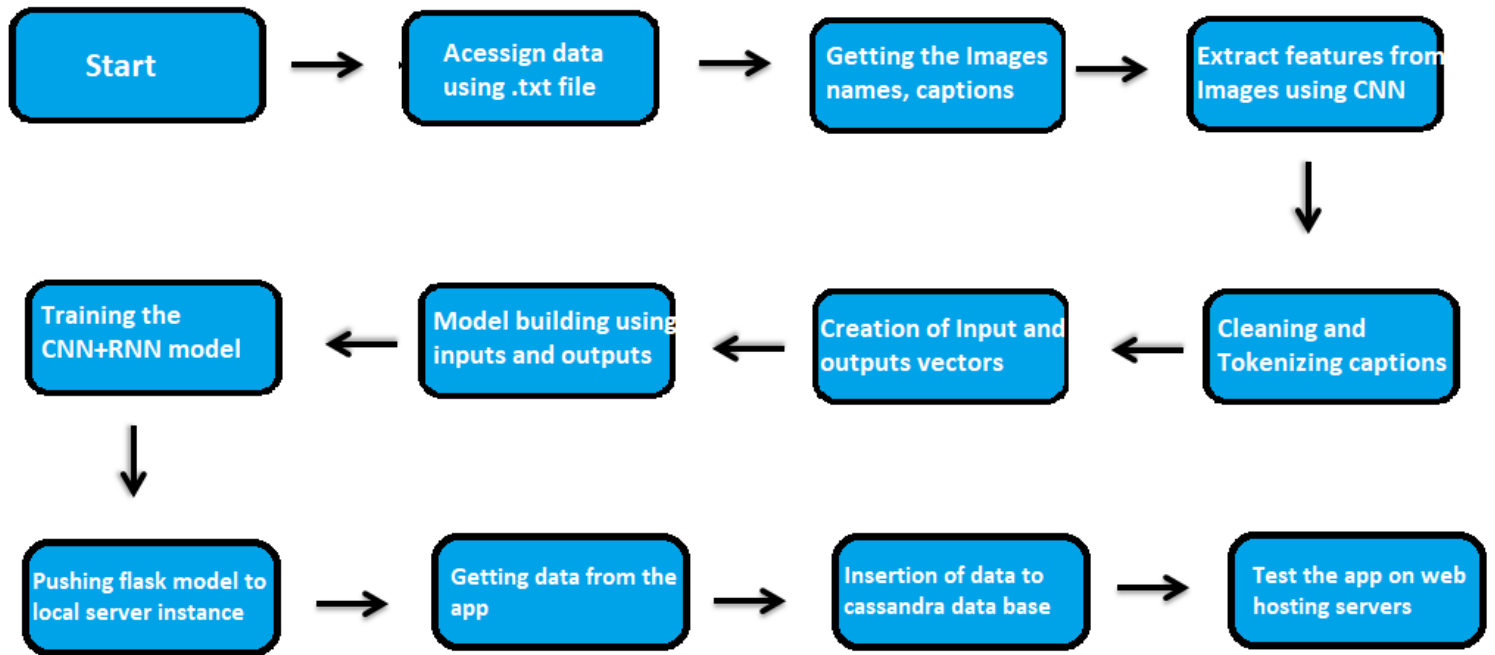 Start
Acessign data
using .txt file
Getting the Images
names, captions
Extract features from
Images using CNN
Cleaning and
Tokenizing captions
Creation of Input and
outputs vectors
Model building using
inputs and outputs
Training the
CNN+RNN model
Pushing flask model to
local server instance
Getting data from the
app
Insertion of data to
cassandra data base
Test the app on web
hosting servers